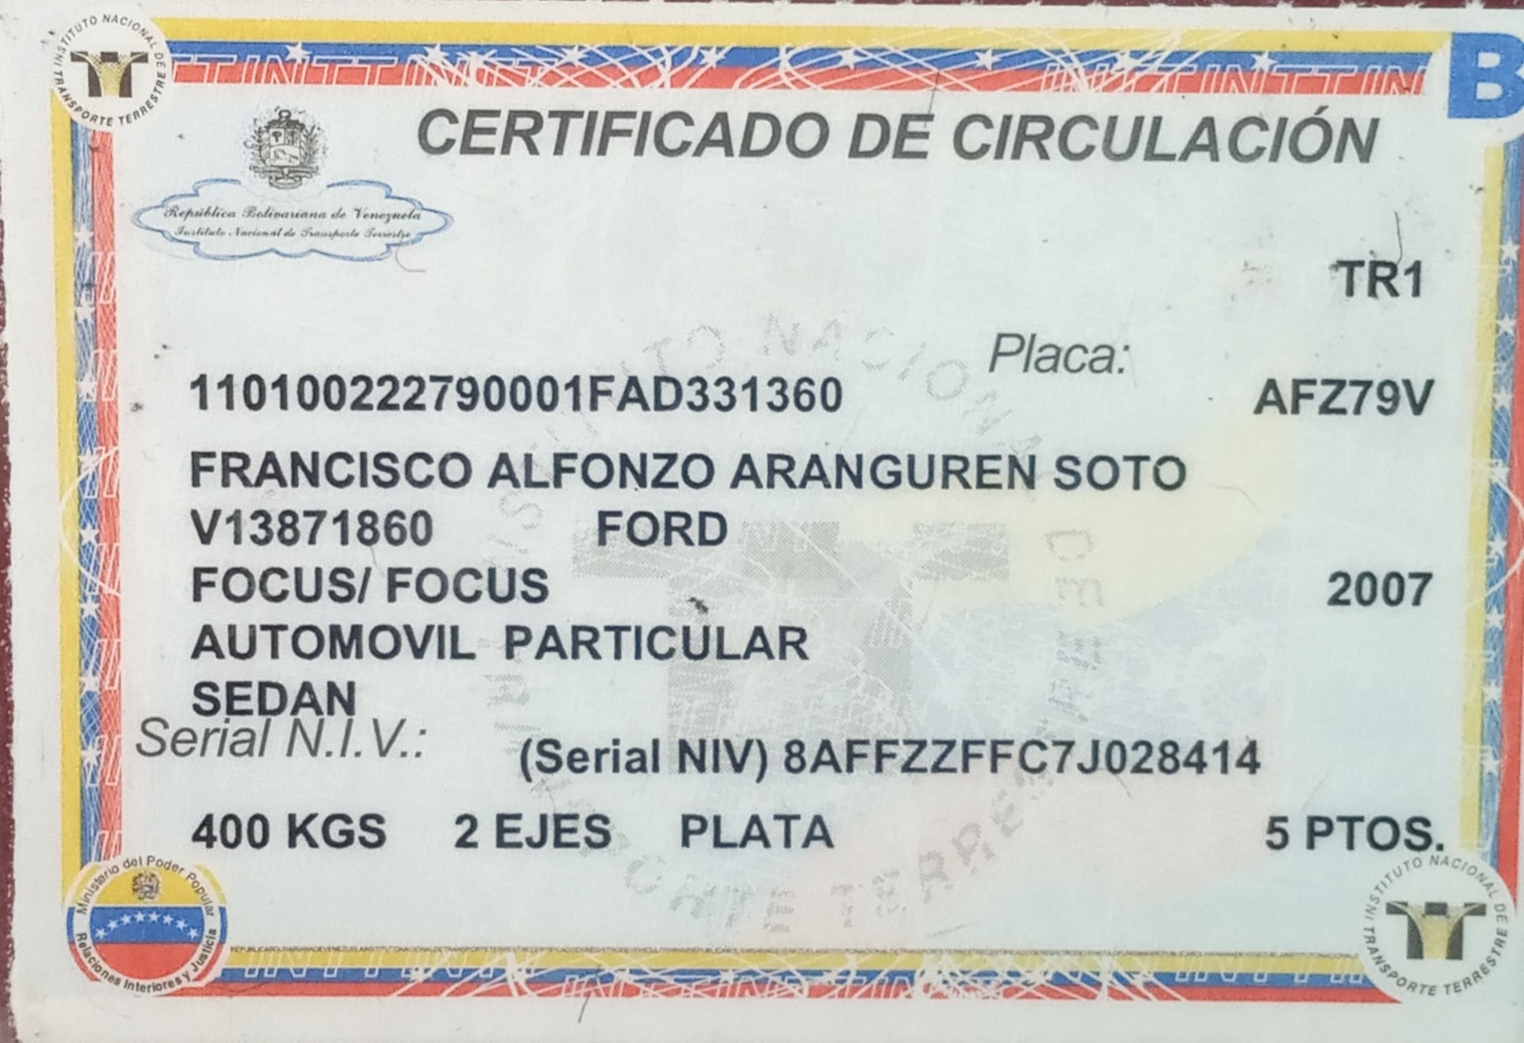 INSTITUTO NACIONAL DE TRANSPORTE TERRESTRE
INTT INTT
B
CERTIFICADO DE CIRCULACIÓN
República Bolivariana de Venezuela
Instituto Nacional de Transporte Terrestre
TR1
Placa:
110100222790001FAD331360 AFZ79V
FRANCISCO ALFONZO ARANGUREN SOTO
V13871860 FORD
FOCUS/ FOCUS 2007
AUTOMOVIL PARTICULAR
SEDAN
Serial N.I.V.: (Serial NIV) 8AFFZZFFC7J028414
400 KGS 2 EJES PLATA 5 PTOS.
INSTITUTO NACIONAL DE TRANSPORTE TERRESTRE
Ministerio del Poder Popular
Relaciones Interiores y Justicia
INSTITUTO NACIONAL DE TRANSPORTE TERRESTRE